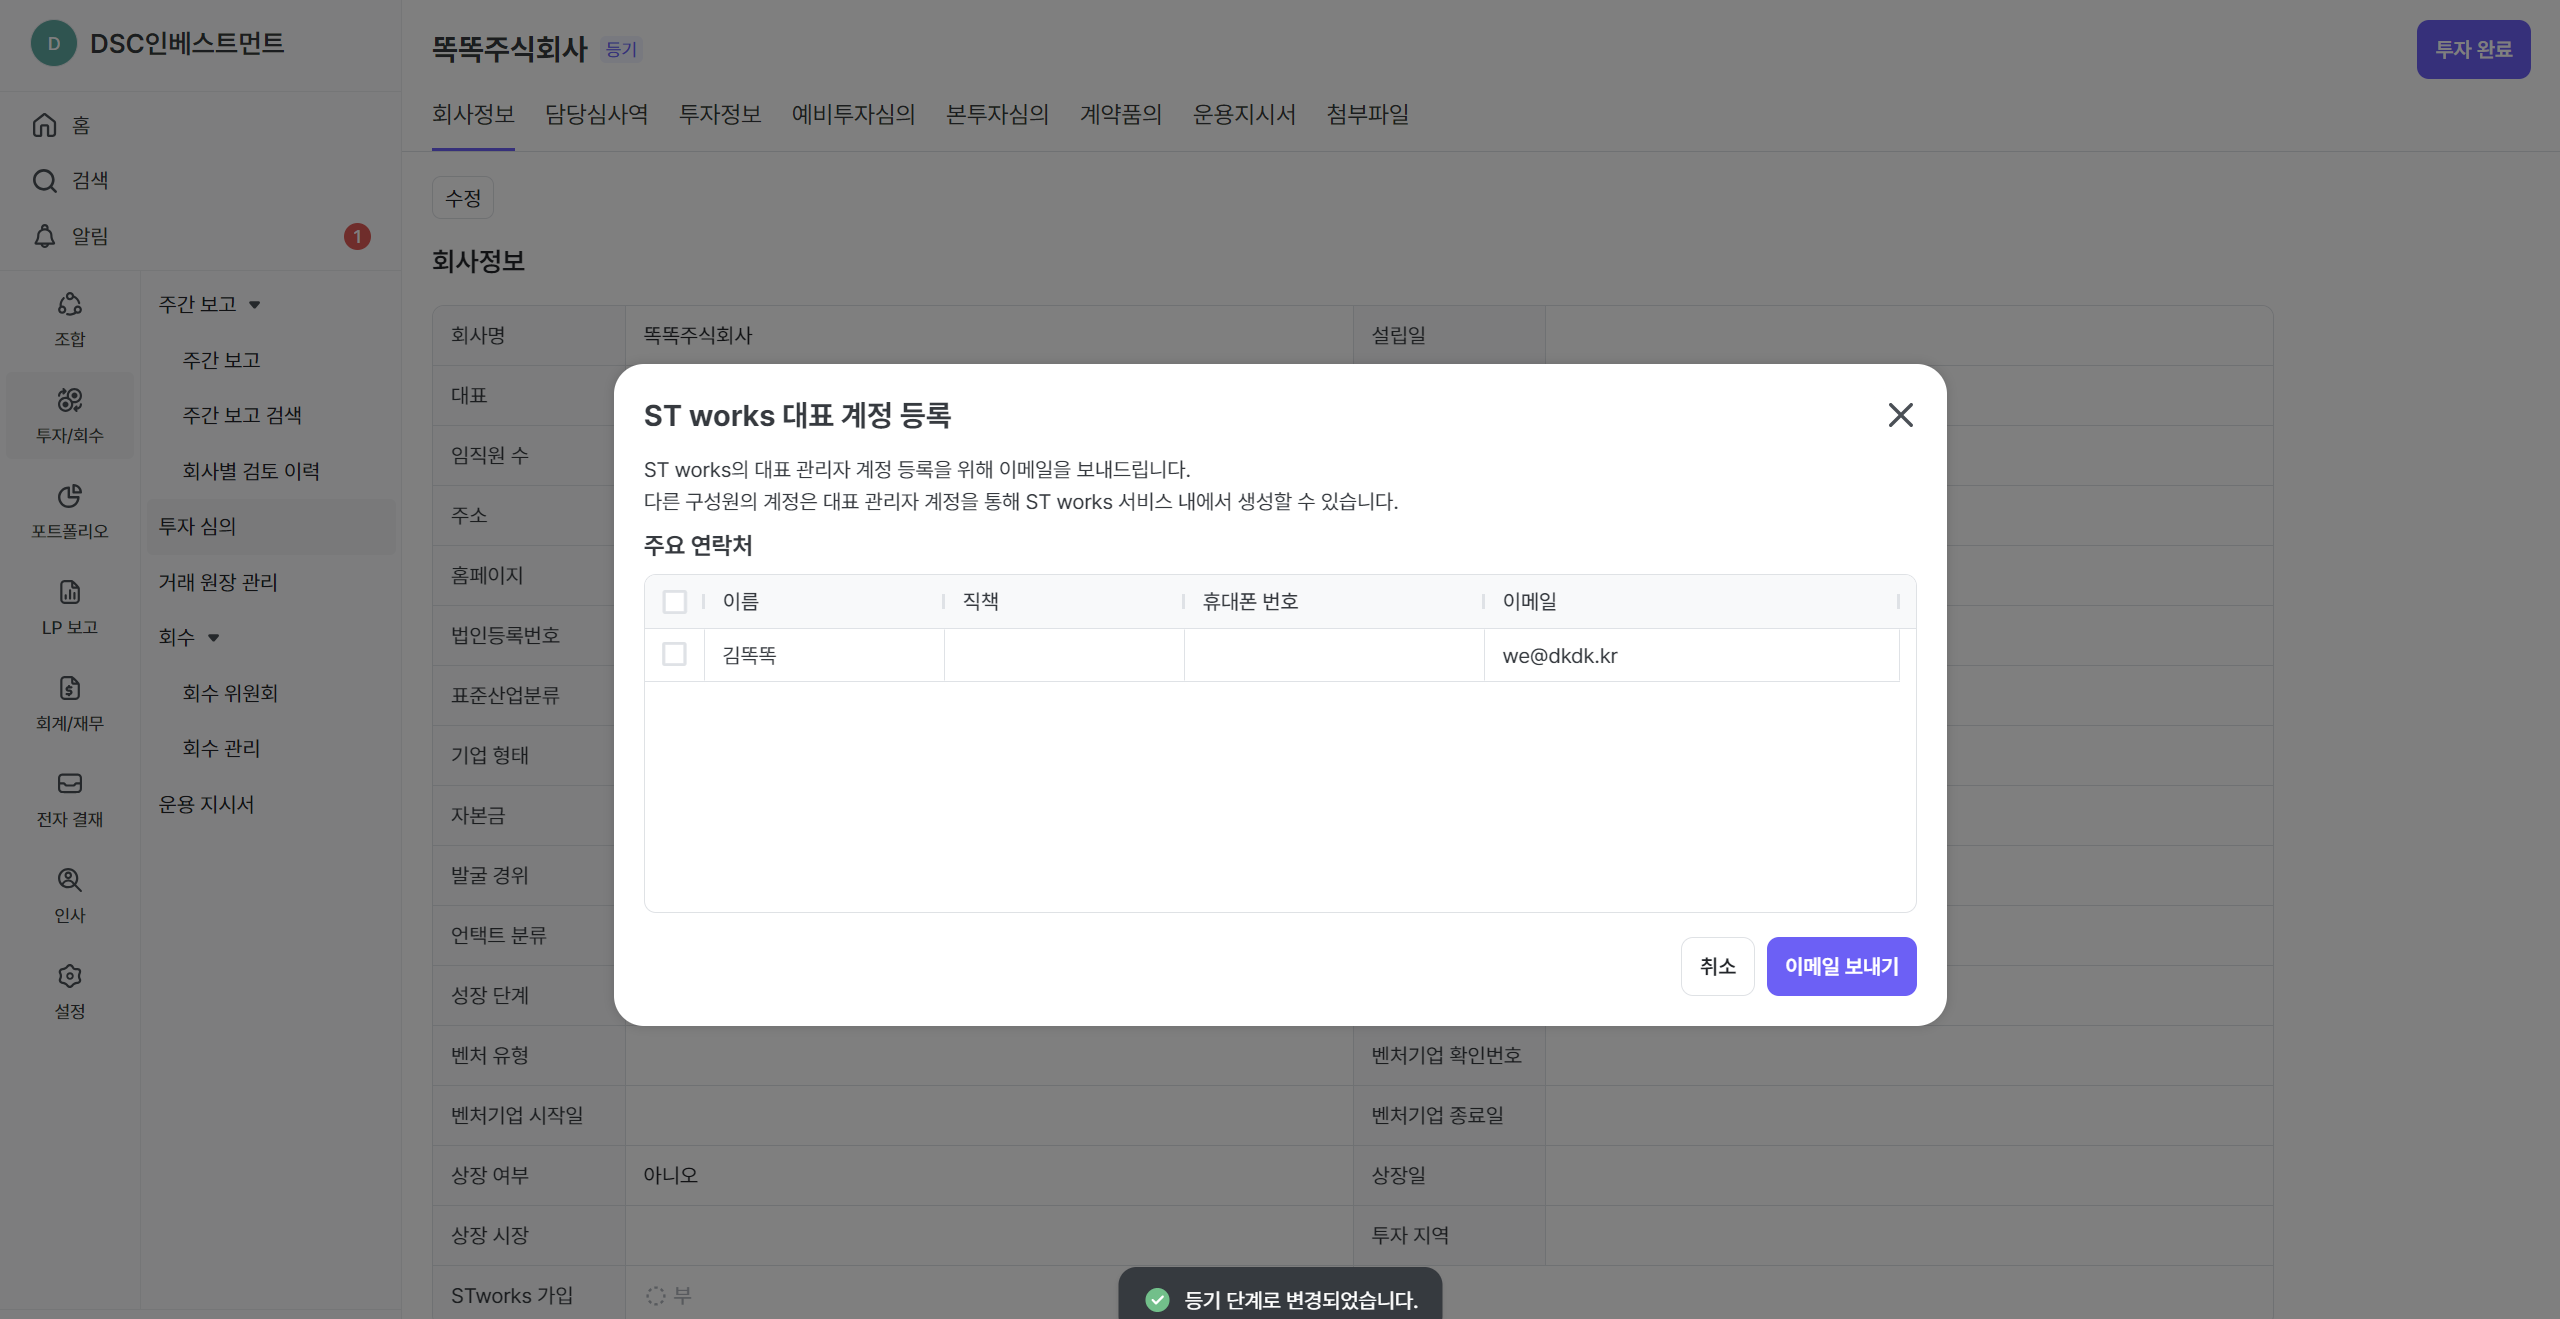 D DSC인베스트먼트
홈
검색
알림 1
조합
투자/회수
포트폴리오
LP 보고
회계/재무
전자 결재
인사
설정
주간 보고
주간 보고
주간 보고 검색
회사별 검토 이력
투자 심의
거래 원장 관리
회수
회수 위원회
회수 관리
운용 지시서
똑똑주식회사 등기
투자 완료
회사정보 담당심사역 투자정보 예비투자심의 본투자심의 계약품의 운용지시서 첨부파일
수정
회사정보
회사명 똑똑주식회사 설립일
대표
임직원 수
주소
홈페이지
법인등록번호
표준산업분류
기업 형태
자본금
발굴 경위
언택트 분류
성장 단계
벤처 유형 벤처기업 확인번호
벤처기업 시작일 벤처기업 종료일
상장 여부 아니오 상장일
상장 시장 투자 지역
STworks 가입 부
ST works 대표 계정 등록
ST works의 대표 관리자 계정 등록을 위해 이메일을 보내드립니다.
다른 구성원의 계정은 대표 관리자 계정을 통해 ST works 서비스 내에서 생성할 수 있습니다.
주요 연락처
이름 직책 휴대폰 번호 이메일
김똑똑 we@dkdk.kr
취소 이메일 보내기
등기 단계로 변경되었습니다.